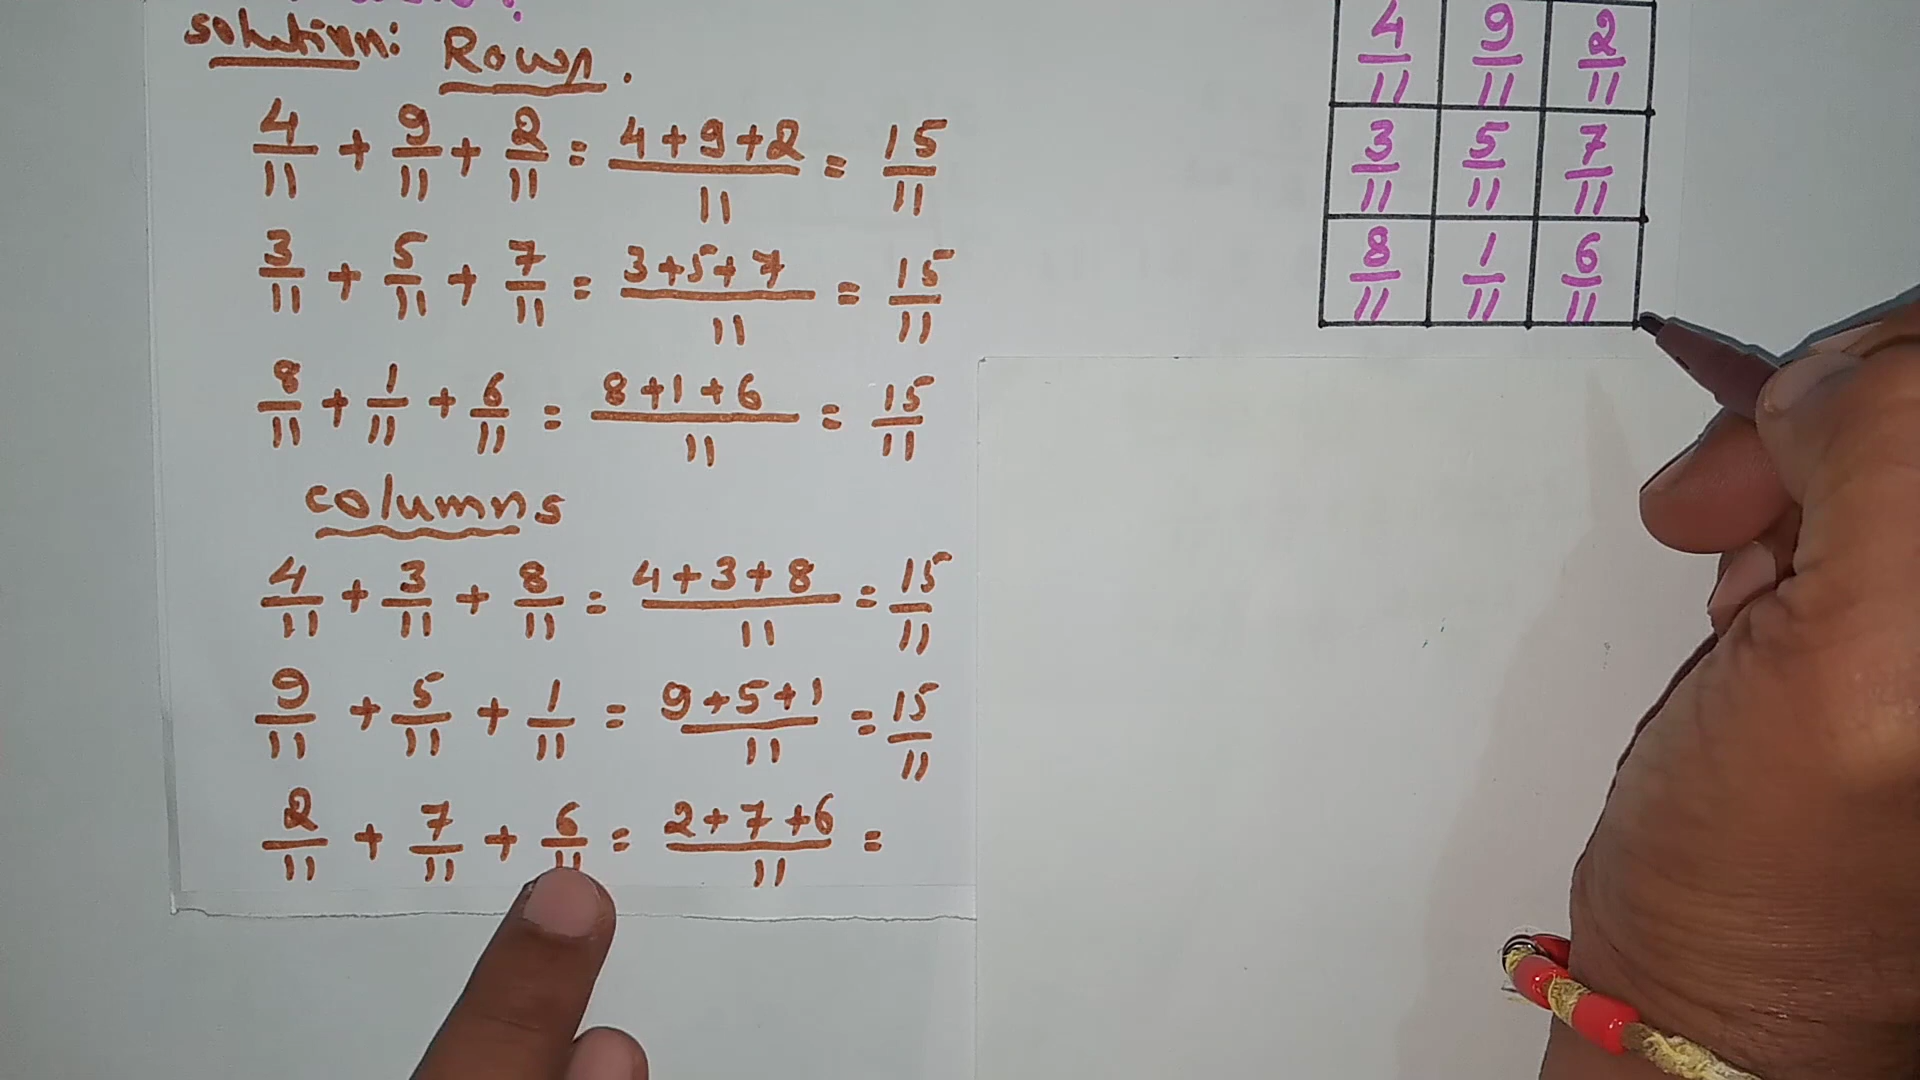 solution: Rows.
4/11 + 9/11 + 2/11 = 4+9+2/11 = 15/11
3/11 + 5/11 + 7/11 = 3+5+7/11 = 15/11
8/11 + 1/11 + 6/11 = 8+1+6/11 = 15/11
columns
4/11 + 3/11 + 8/11 = 4+3+8/11 = 15/11
9/11 + 5/11 + 1/11 = 9+5+1/11 = 15/11
2/11 + 7/11 + 6/11 = 2+7+6/11 =
4/11 9/11 2/11
3/11 5/11 7/11
8/11 1/11 6/11